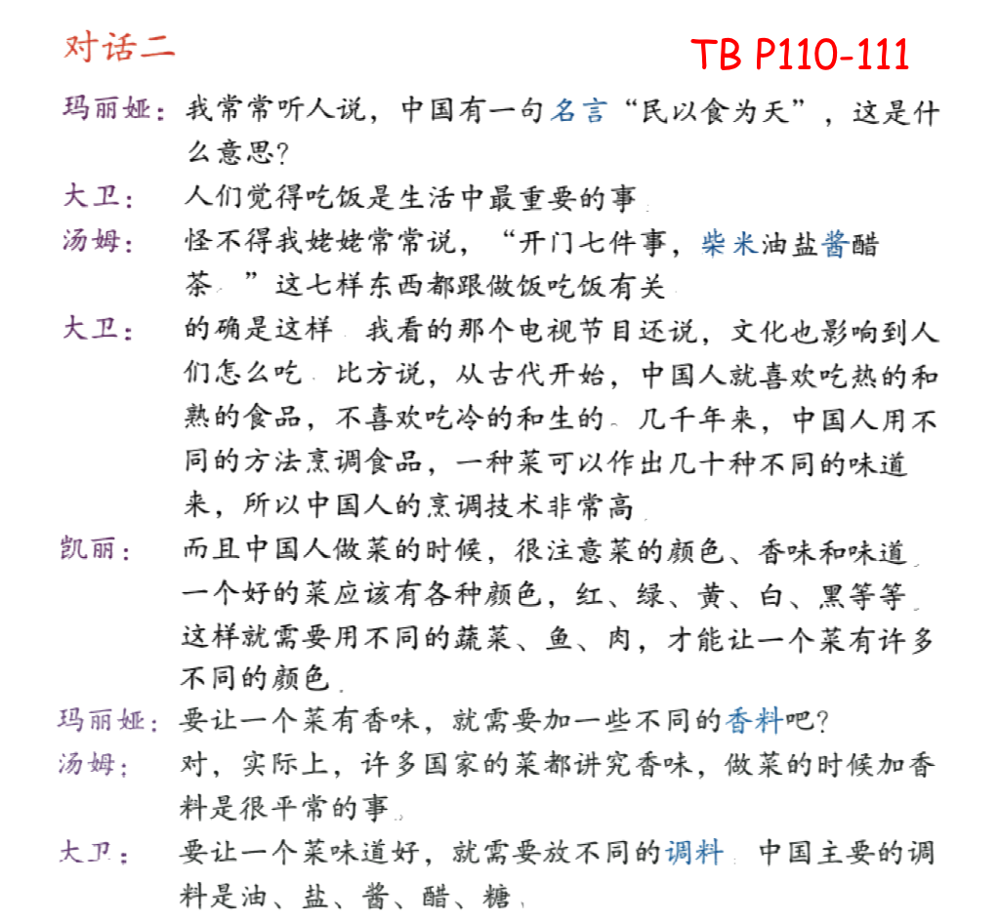 对话二
TB P110-111
玛丽娅：我常常听人说，中国有一句名言“民以食为天”，这是什
么意思？
大卫：人们觉得吃饭是生活中最重要的事。
汤姆：怪不得我姥姥常常说，“开门七件事，柴米油盐酱醋
茶。”这七样东西都跟做饭吃饭有关。
大卫：的确是这样。我看的那个电视节目还说，文化也影响到人
们怎么吃。比方说，从古代开始，中国人就喜欢吃热的和
熟的食品，不喜欢吃冷的和生的。几千年来，中国人用不
同的方法烹调食品，一种菜可以作出几十种不同的味道
来，所以中国人的烹调技术非常高。
凯丽：而且中国人做菜的时候，很注意菜的颜色、香味和味道。
一个好的菜应该有各种颜色，红、绿、黄、白、黑等等。
这样就需要用不同的蔬菜、鱼、肉，才能让一个菜有许多
不同的颜色。
玛丽娅：要让一个菜有香味，就需要加一些不同的香料吧？
汤姆：对，实际上，许多国家的菜都讲究香味，做菜的时候加香
料是很平常的事。
大卫：要让一个菜味道好，就需要放不同的调料。中国主要的调
料是油、盐、酱、醋、糖。